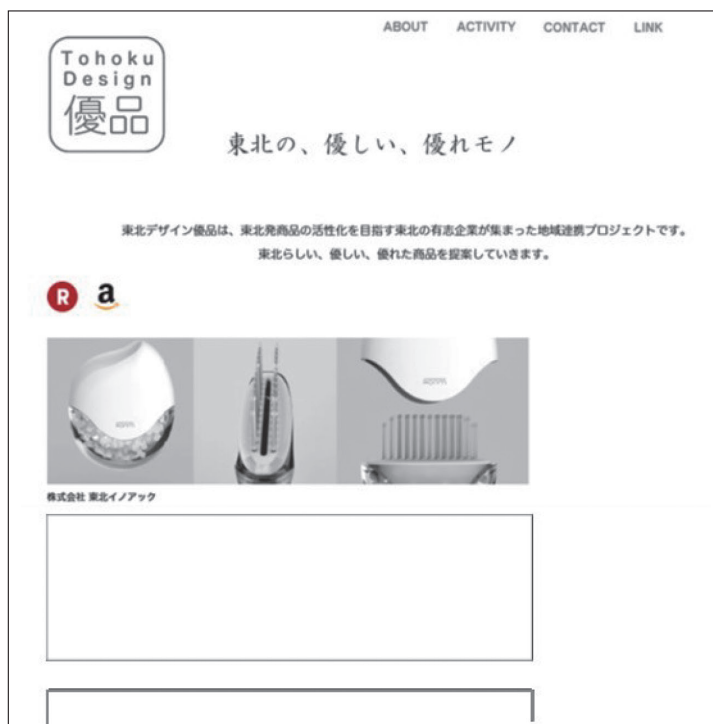 ABOUT ACTIVITY CONTACT LINK
Tohoku
Design
優品
東北の、優しい、優れモノ
東北デザイン優品は、東北発商品の活性化を目指す東北の有志企業が集まった地域連携プロジェクトです。
東北らしい、優しい、優れた商品を提案していきます。
R a
株式会社 東北イノアック